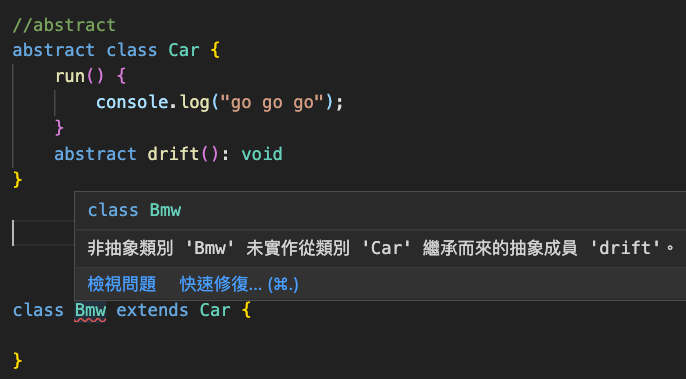 //abstract
abstract class Car {
    run() {
        console.log("go go go");
    }
    abstract drift(): void
}
class Bmw
非抽象類別 'Bmw' 未實作從類別 'Car' 繼承而來的抽象成員 'drift'。
檢視問題 快速修復... (⌘.)
class Bmw extends Car {
}